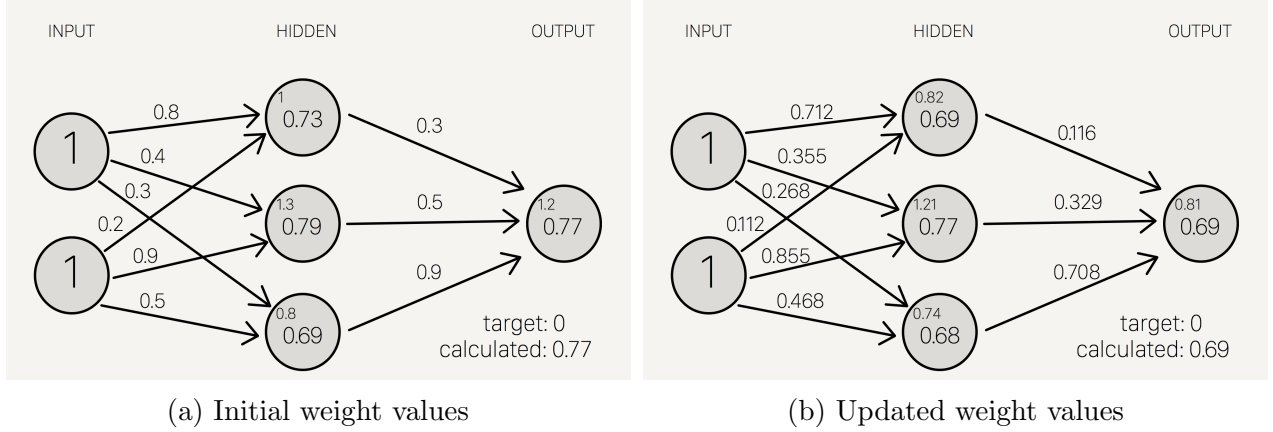 INPUT HIDDEN OUTPUT
1 1
0.8 0.4 0.3 0.2 0.9 0.5
1 0.73
1.3 0.79
0.8 0.69
0.3 0.5 0.9
1.2 0.77
target: 0
calculated: 0.77
(a) Initial weight values
INPUT HIDDEN OUTPUT
1 1
0.712 0.355 0.268 0.112 0.855 0.468
0.82 0.69
1.21 0.77
0.74 0.68
0.116 0.329 0.708
0.81 0.69
target: 0
calculated: 0.69
(b) Updated weight values